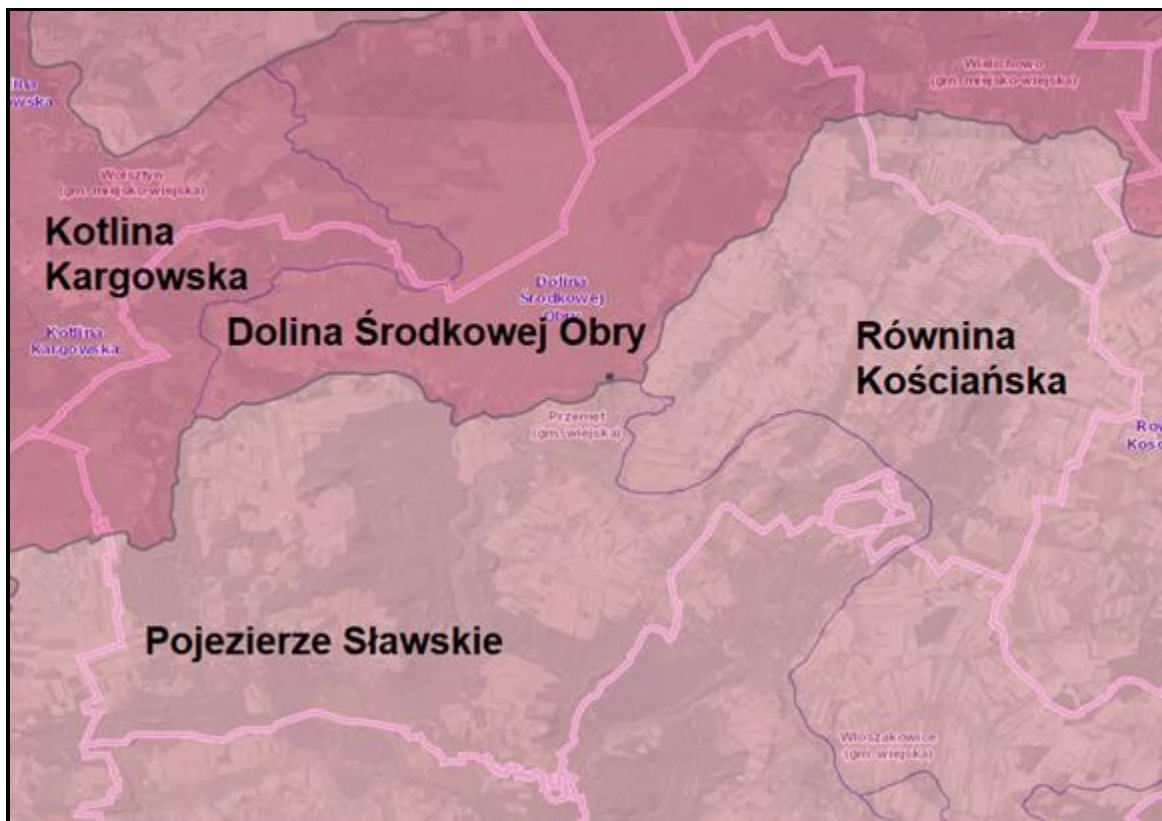 Wielichowo
(gm. miejsko-wiejska)
Wolsztyn
(gm. miejsko-wiejska)
Kotlina
Kargowska
Dolina
Środkowej
Obry
Dolina Środkowej Obry
Kotlina
Kargowska
Równina
Kościańska
Przemęt
(gm. wiejska)
Pojezierze Sławskie
Włoszakowice
(gm. wiejska)